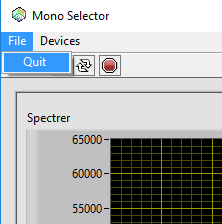 Mono Selector
File Devices
Quit
Spectrer
65000
60000
55000